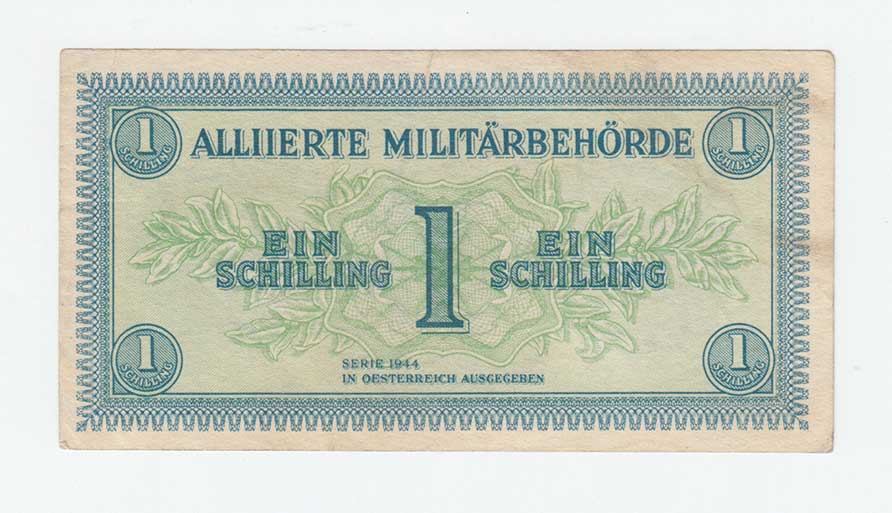 1 SCHILLING
ALLIIERTE MILITÄRBEHÖRDE
1 SCHILLING
EIN
SCHILLING
1
EIN
SCHILLING
1 SCHILLING
SERIE 1944
IN OESTERREICH AUSGEGEBEN
1 SCHILLING